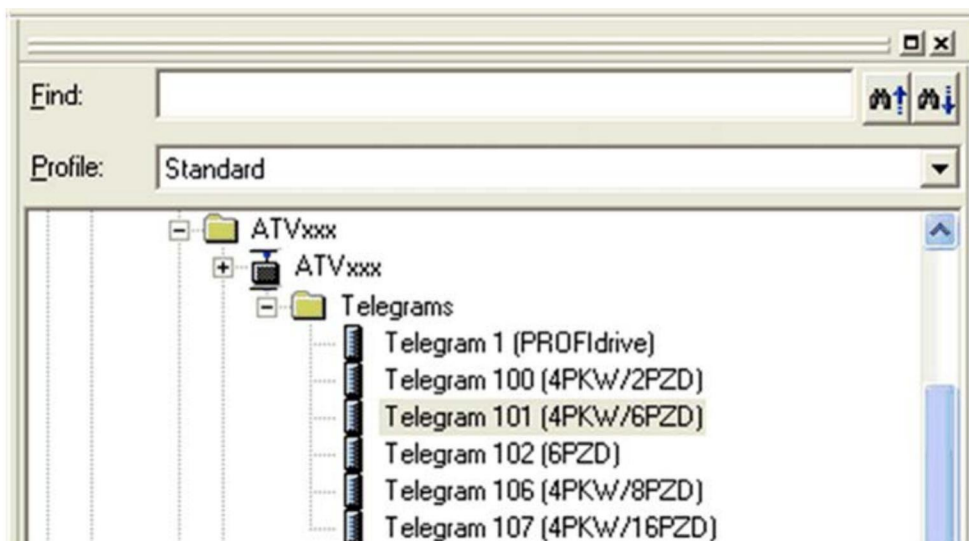 Find:
Profile: Standard
ATVxxx
ATVxxx
Telegrams
Telegram 1 (PROFIdrive)
Telegram 100 (4PKW/2PZD)
Telegram 101 (4PKW/6PZD)
Telegram 102 (6PZD)
Telegram 106 (4PKW/8PZD)
Telegram 107 (4PKW/16PZD)